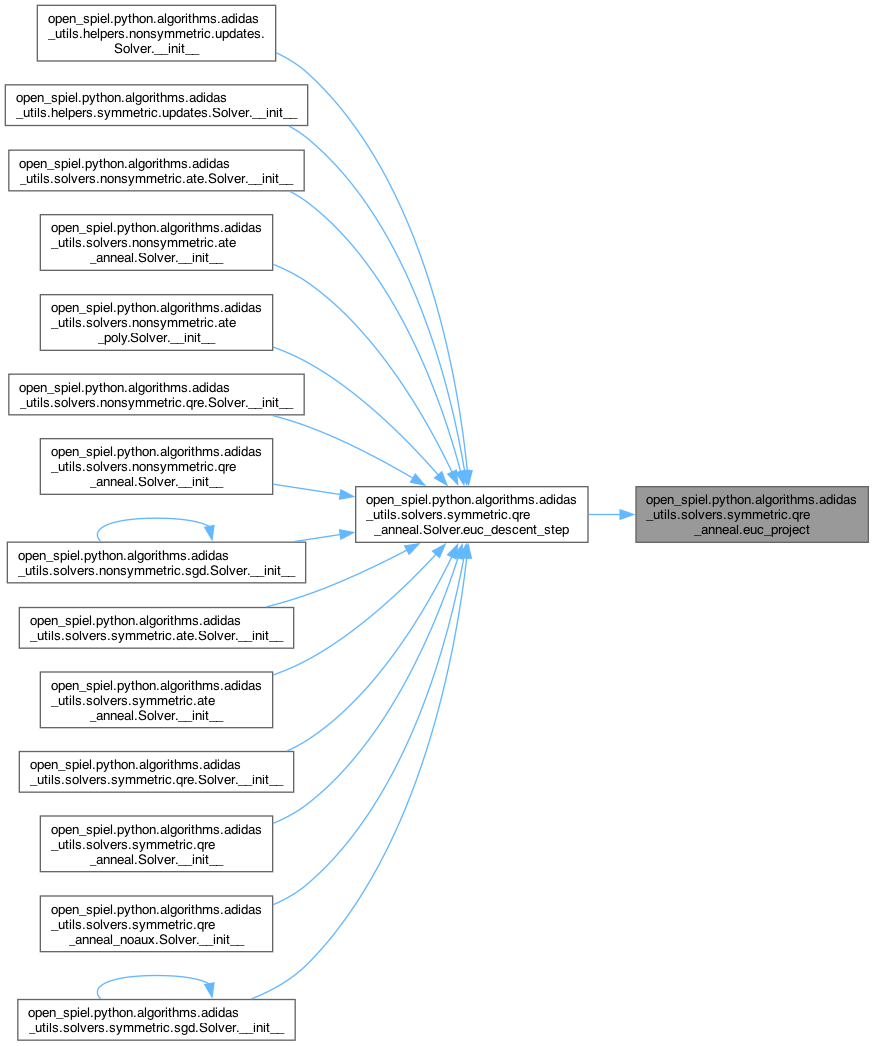 open_spiel.python.algorithms.adidas
_utils.helpers.nonsymmetric.updates.
Solver.__init__
open_spiel.python.algorithms.adidas
_utils.helpers.symmetric.updates.Solver.__init__
open_spiel.python.algorithms.adidas
_utils.solvers.nonsymmetric.ate.Solver.__init__
open_spiel.python.algorithms.adidas
_utils.solvers.nonsymmetric.ate
_anneal.Solver.__init__
open_spiel.python.algorithms.adidas
_utils.solvers.nonsymmetric.ate
_poly.Solver.__init__
open_spiel.python.algorithms.adidas
_utils.solvers.nonsymmetric.qre.Solver.__init__
open_spiel.python.algorithms.adidas
_utils.solvers.nonsymmetric.qre
_anneal.Solver.__init__
open_spiel.python.algorithms.adidas
_utils.solvers.nonsymmetric.sgd.Solver.__init__
open_spiel.python.algorithms.adidas
_utils.solvers.symmetric.ate.Solver.__init__
open_spiel.python.algorithms.adidas
_utils.solvers.symmetric.ate
_anneal.Solver.__init__
open_spiel.python.algorithms.adidas
_utils.solvers.symmetric.qre.Solver.__init__
open_spiel.python.algorithms.adidas
_utils.solvers.symmetric.qre
_anneal.Solver.__init__
open_spiel.python.algorithms.adidas
_utils.solvers.symmetric.qre
_anneal_noaux.Solver.__init__
open_spiel.python.algorithms.adidas
_utils.solvers.symmetric.sgd.Solver.__init__
open_spiel.python.algorithms.adidas
_utils.solvers.symmetric.qre
_anneal.Solver.euc_descent_step
open_spiel.python.algorithms.adidas
_utils.solvers.symmetric.qre
_anneal.euc_project